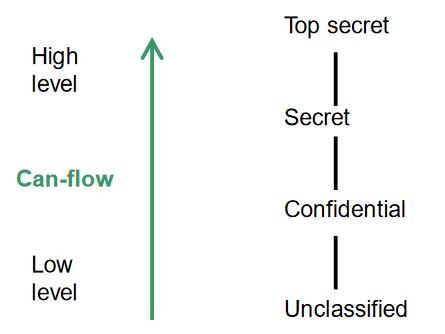 Top secret
High
level
Secret
Can-flow
Confidential
Low
level
Unclassified